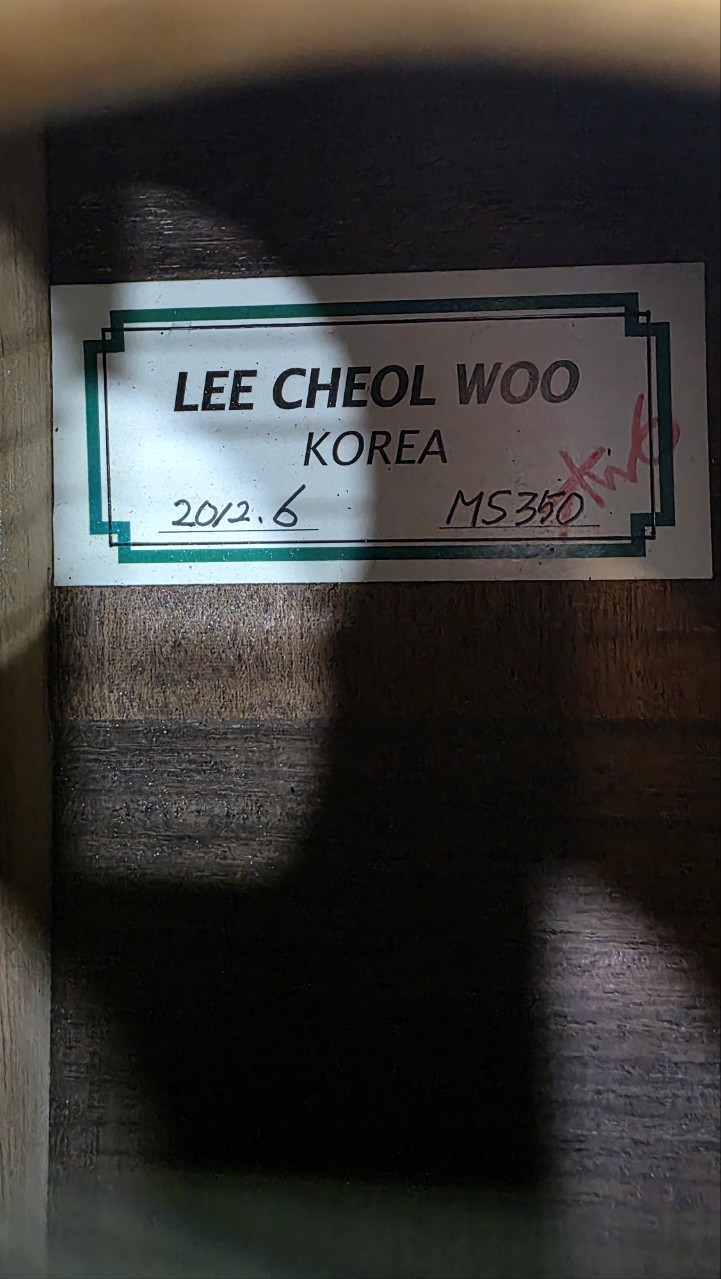 LEE CHEOL WOO
KOREA
2012.6 MS350